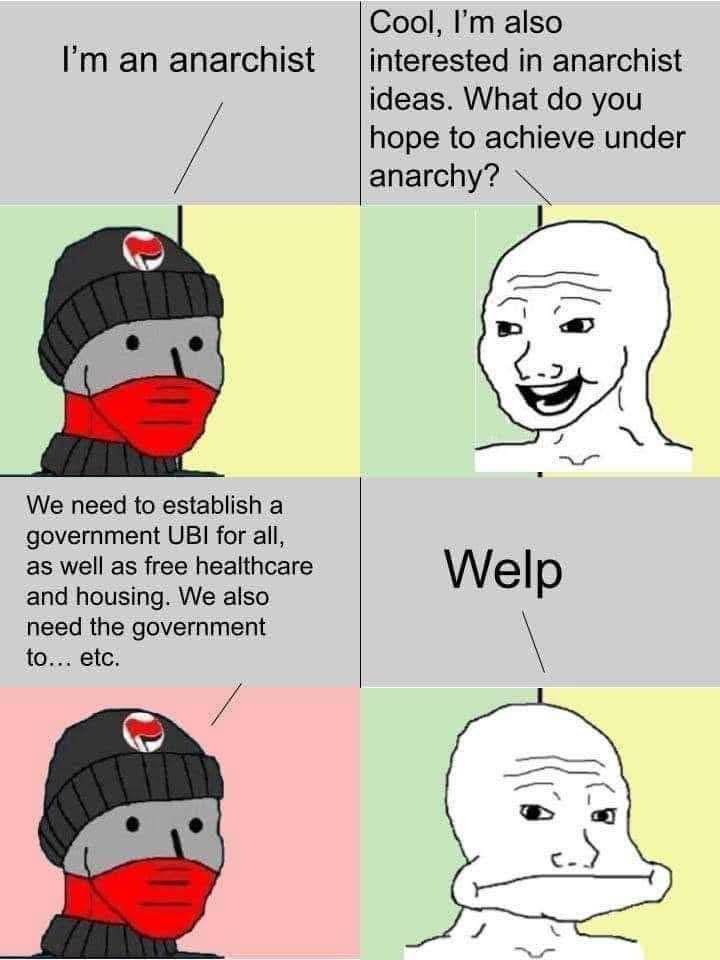 I'm an anarchist
Cool, I'm also
interested in anarchist
ideas. What do you
hope to achieve under
anarchy?
We need to establish a
government UBI for all,
as well as free healthcare
and housing. We also
need the government
to... etc.
Welp